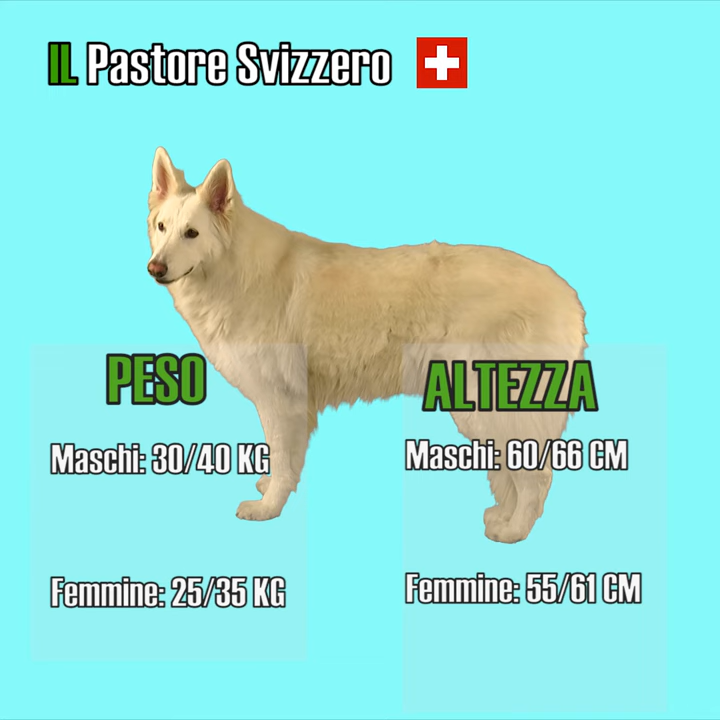 IL Pastore Svizzero
PESO
Maschi: 30/40 KG
Femmine: 25/35 KG
ALTEZZA
Maschi: 60/66 CM
Femmine: 55/61 CM